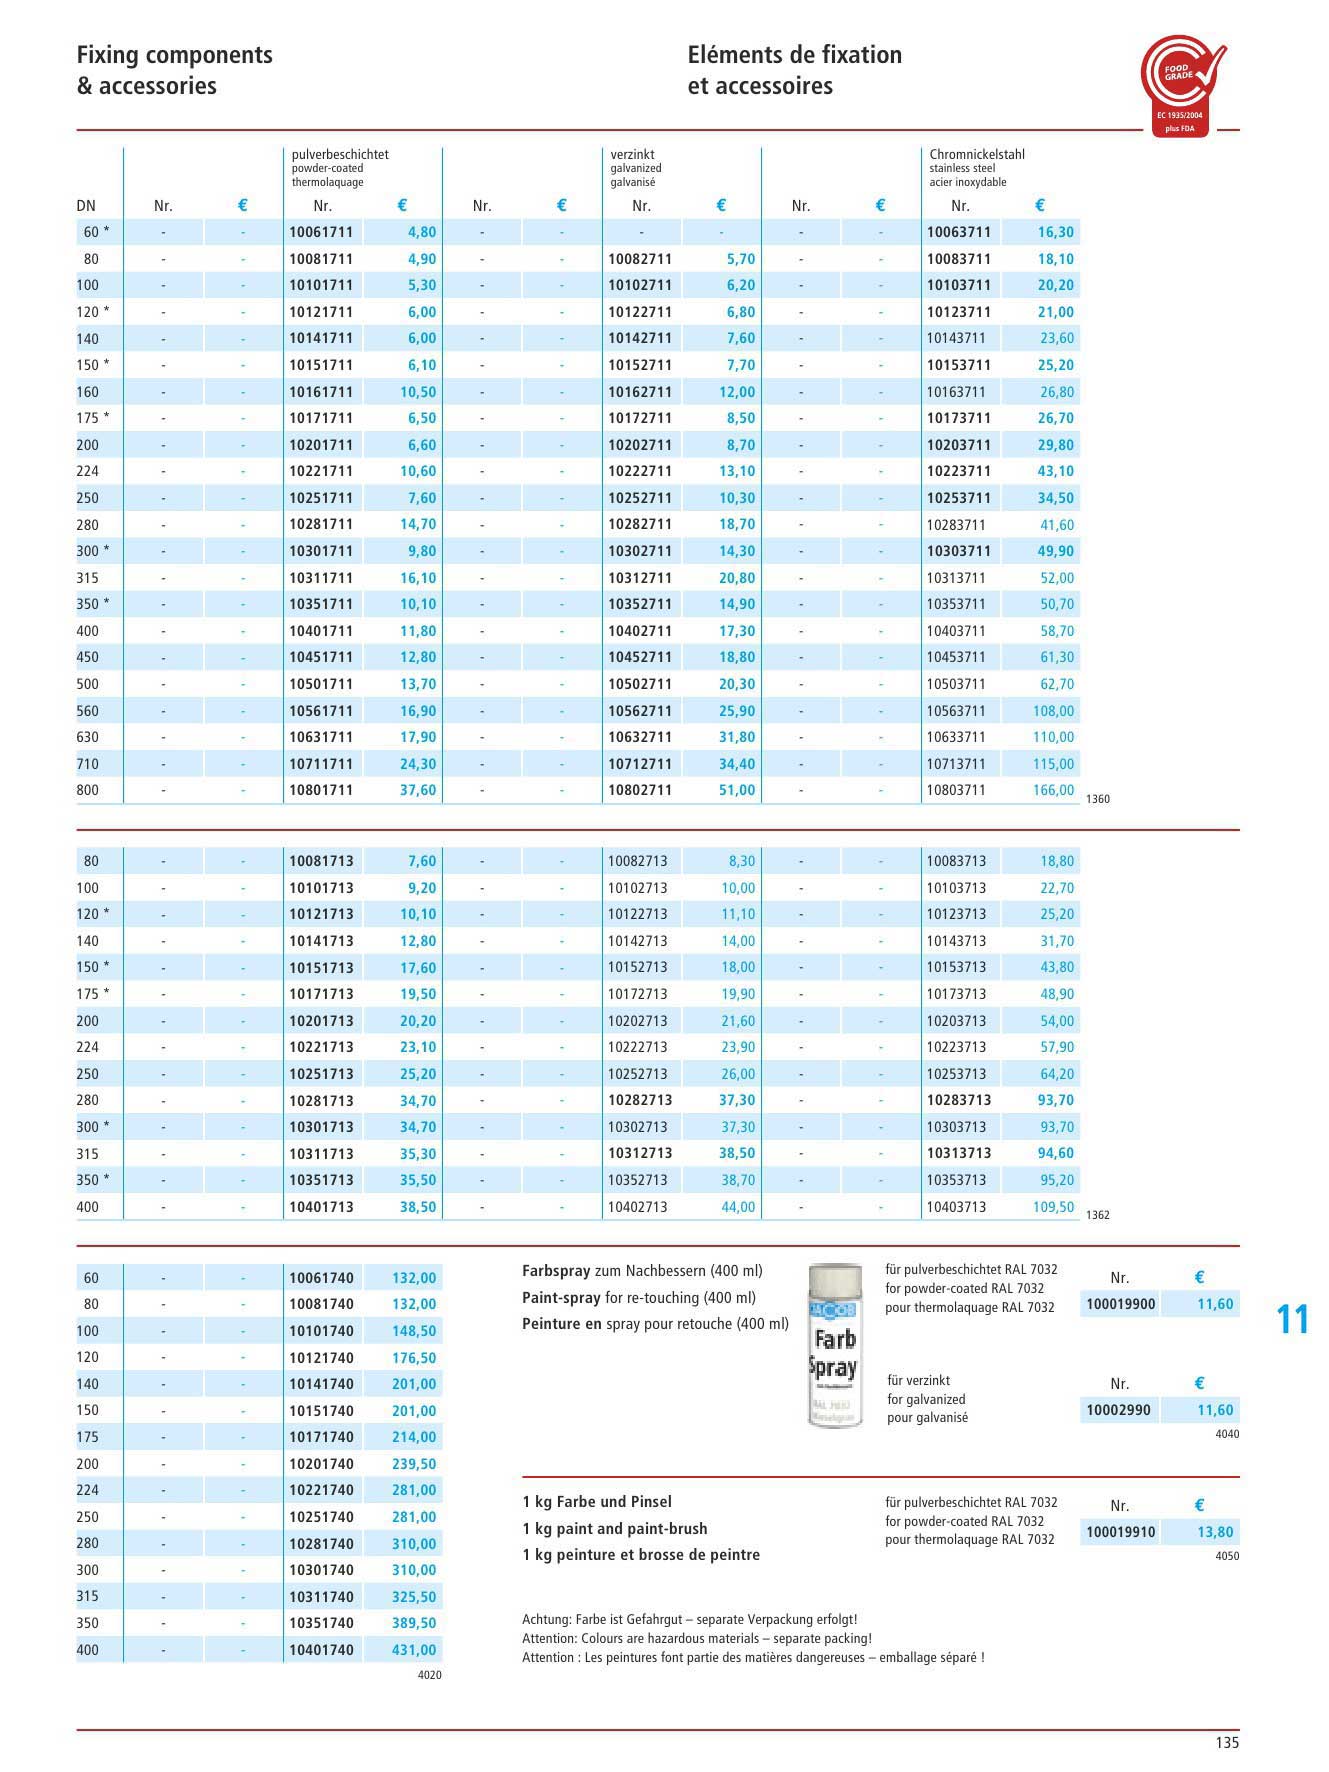 Fixing components
& accessories
Eléments de fixation
et accessoires
FOOD
GRADE
EC 1935/2004
plus FDA
pulverbeschichtet
powder-coated
thermolaquage
verzinkt
galvanized
galvanisé
Chromnickelstahl
stainless steel
acier inoxydable
DN Nr. € Nr. € Nr. € Nr. € Nr. € Nr. €
60 * - - 10061711 4,80 - - - - - - 10063711 16,30
80 - - 10081711 4,90 - - 10082711 5,70 - - 10083711 18,10
100 - - 10101711 5,30 - - 10102711 6,20 - - 10103711 20,20
120 * - - 10121711 6,00 - - 10122711 6,80 - - 10123711 21,00
140 - - 10141711 6,00 - - 10142711 7,60 - - 10143711 23,60
150 * - - 10151711 6,10 - - 10152711 7,70 - - 10153711 25,20
160 - - 10161711 10,50 - - 10162711 12,00 - - 10163711 26,80
175 * - - 10171711 6,50 - - 10172711 8,50 - - 10173711 26,70
200 - - 10201711 6,60 - - 10202711 8,70 - - 10203711 29,80
224 - - 10221711 10,60 - - 10222711 13,10 - - 10223711 43,10
250 - - 10251711 7,60 - - 10252711 10,30 - - 10253711 34,50
280 - - 10281711 14,70 - - 10282711 18,70 - - 10283711 41,60
300 * - - 10301711 9,80 - - 10302711 14,30 - - 10303711 49,90
315 - - 10311711 16,10 - - 10312711 20,80 - - 10313711 52,00
350 * - - 10351711 10,10 - - 10352711 14,90 - - 10353711 50,70
400 - - 10401711 11,80 - - 10402711 17,30 - - 10403711 58,70
450 - - 10451711 12,80 - - 10452711 18,80 - - 10453711 61,30
500 - - 10501711 13,70 - - 10502711 20,30 - - 10503711 62,70
560 - - 10561711 16,90 - - 10562711 25,90 - - 10563711 108,00
630 - - 10631711 17,90 - - 10632711 31,80 - - 10633711 110,00
710 - - 10711711 24,30 - - 10712711 34,40 - - 10713711 115,00
800 - - 10801711 37,60 - - 10802711 51,00 - - 10803711 166,00
1360
80 - - 10081713 7,60 - - 10082713 8,30 - - 10083713 18,80
100 - - 10101713 9,20 - - 10102713 10,00 - - 10103713 22,70
120 * - - 10121713 10,10 - - 10122713 11,10 - - 10123713 25,20
140 - - 10141713 12,80 - - 10142713 14,00 - - 10143713 31,70
150 * - - 10151713 17,60 - - 10152713 18,00 - - 10153713 43,80
175 * - - 10171713 19,50 - - 10172713 19,90 - - 10173713 48,90
200 - - 10201713 20,20 - - 10202713 21,60 - - 10203713 54,00
224 - - 10221713 23,10 - - 10222713 23,90 - - 10223713 57,90
250 - - 10251713 25,20 - - 10252713 26,00 - - 10253713 64,20
280 - - 10281713 34,70 - - 10282713 37,30 - - 10283713 93,70
300 * - - 10301713 34,70 - - 10302713 37,30 - - 10303713 93,70
315 - - 10311713 35,30 - - 10312713 38,50 - - 10313713 94,60
350 * - - 10351713 35,50 - - 10352713 38,70 - - 10353713 95,20
400 - - 10401713 38,50 - - 10402713 44,00 - - 10403713 109,50
1362
60 - - 10061740 132,00
80 - - 10081740 132,00
100 - - 10101740 148,50
120 - - 10121740 176,50
140 - - 10141740 201,00
150 - - 10151740 201,00
175 - - 10171740 214,00
200 - - 10201740 239,50
224 - - 10221740 281,00
250 - - 10251740 281,00
280 - - 10281740 310,00
300 - - 10301740 310,00
315 - - 10311740 325,50
350 - - 10351740 389,50
400 - - 10401740 431,00
4020
Farbspray zum Nachbessern (400 ml)
Paint-spray for re-touching (400 ml)
Peinture en spray pour retouche (400 ml)
JACOB
Farb
Spray
RAL 7032
für pulverbeschichtet RAL 7032
for powder-coated RAL 7032
pour thermolaquage RAL 7032
Nr. €
100019900 11,60
für verzinkt
for galvanized
pour galvanisé
Nr. €
10002990 11,60
4040
1 kg Farbe und Pinsel
1 kg paint and paint-brush
1 kg peinture et brosse de peintre
für pulverbeschichtet RAL 7032
for powder-coated RAL 7032
pour thermolaquage RAL 7032
Nr. €
100019910 13,80
4050
Achtung: Farbe ist Gefahrgut – separate Verpackung erfolgt!
Attention: Colours are hazardous materials – separate packing!
Attention : Les peintures font partie des matières dangereuses – emballage séparé !
11
135